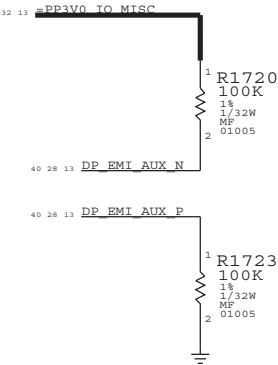 32 13 =PP3V0_IO_MISC
1
R1720
100K
1%
1/32W
MF
01005
2
40 28 13 DP_EMI_AUX_N
40 28 13 DP_EMI_AUX_P
1
R1723
100K
1%
1/32W
MF
01005
2